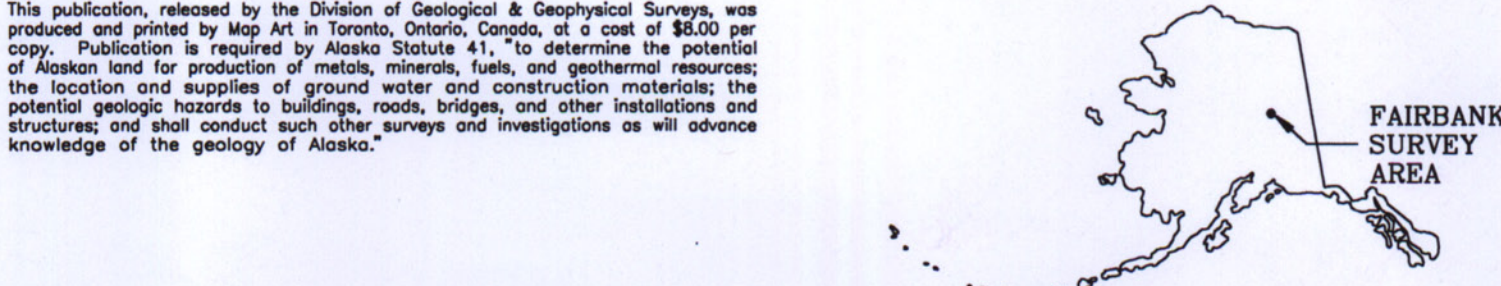 This publication, released by the Division of Geological & Geophysical Surveys, was
produced and printed by Map Art in Toronto, Ontario, Canada, at a cost of $8.00 per
copy. Publication is required by Alaska Statute 41, "to determine the potential
of Alaskan land for production of metals, minerals, fuels, and geothermal resources;
the location and supplies of ground water and construction materials; the
potential geologic hazards to buildings, roads, bridges, and other installations and
structures; and shall conduct such other surveys and investigations as will advance
knowledge of the geology of Alaska."
FAIRBANK
SURVEY
AREA